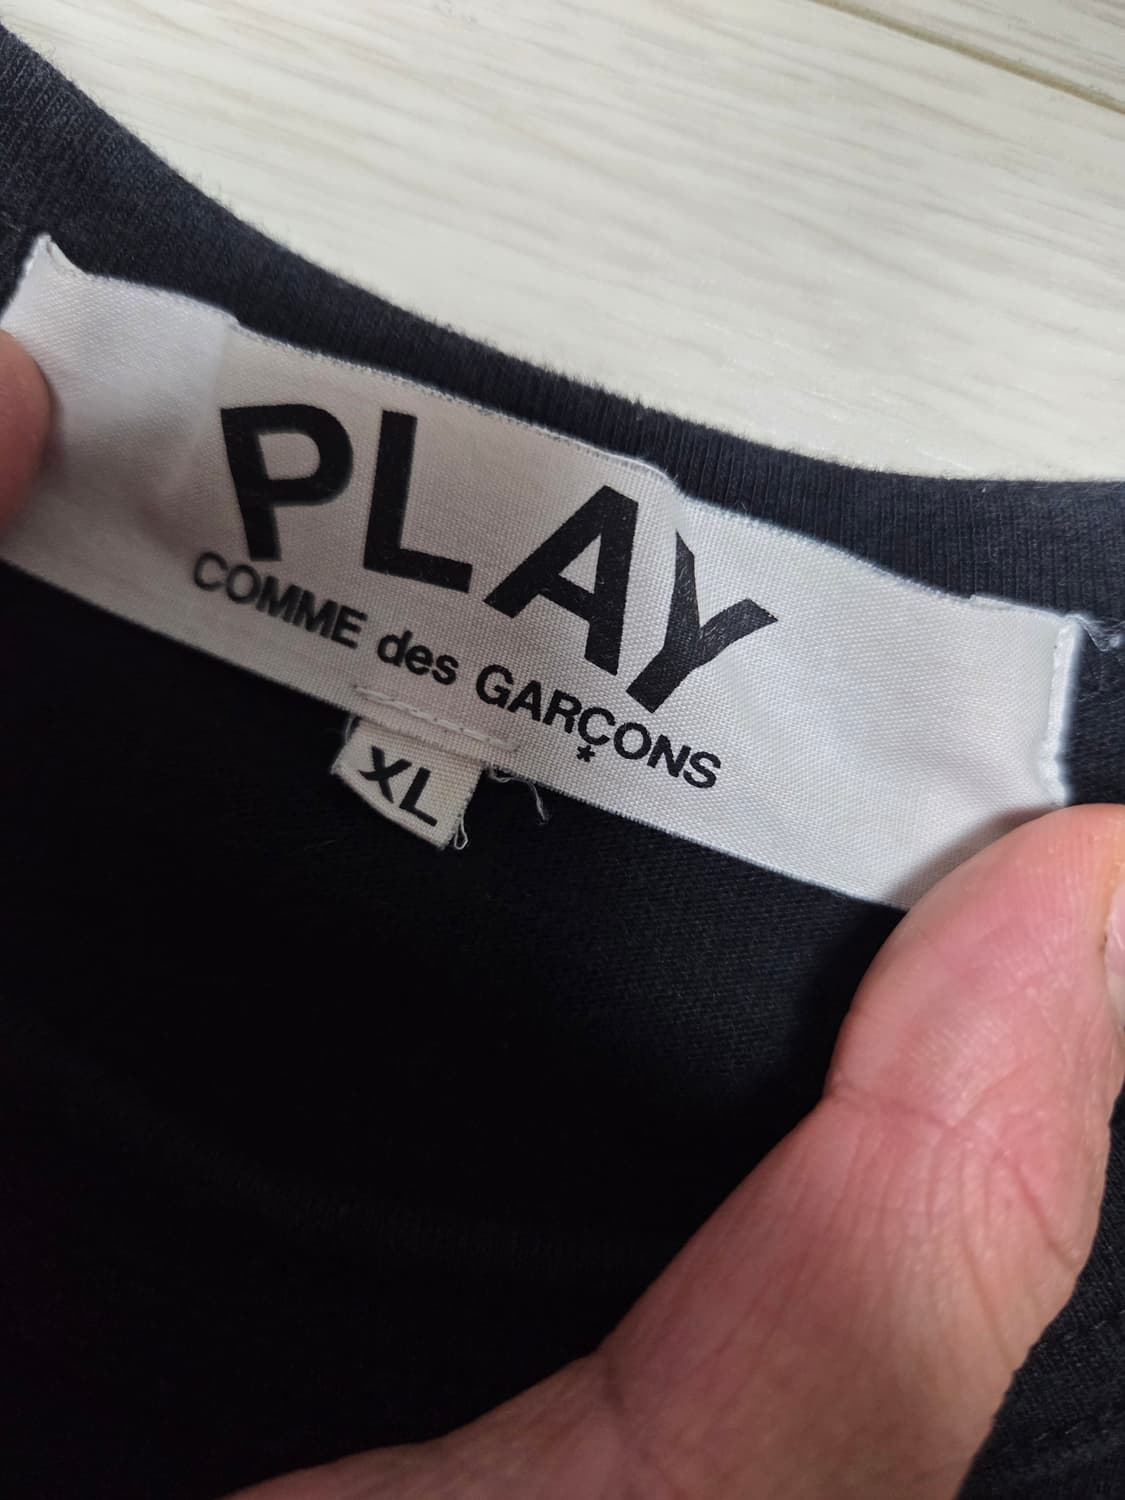 PLAY
COMME des GARÇONS
*
XL